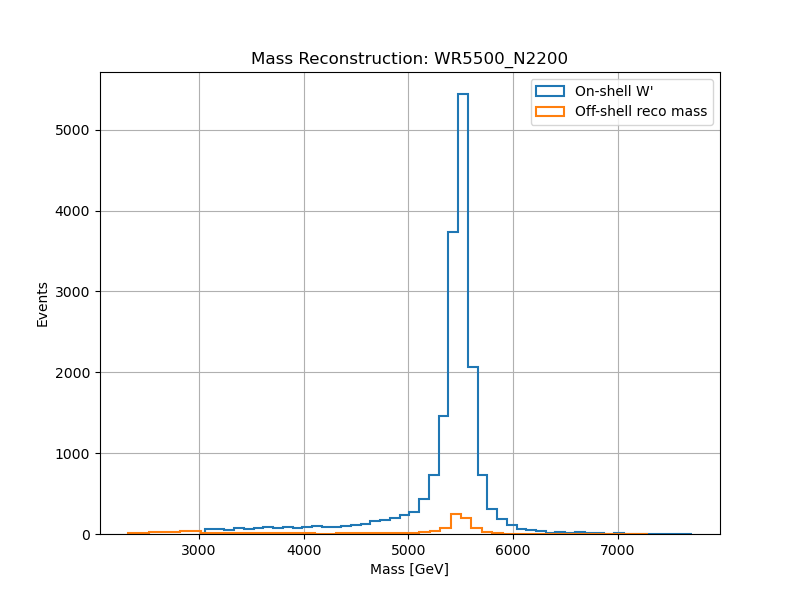 Mass Reconstruction: WR5500_N2200
On-shell W'
Off-shell reco mass
5000
4000
3000
2000
1000
0
Events
3000 4000 5000 6000 7000
Mass [GeV]